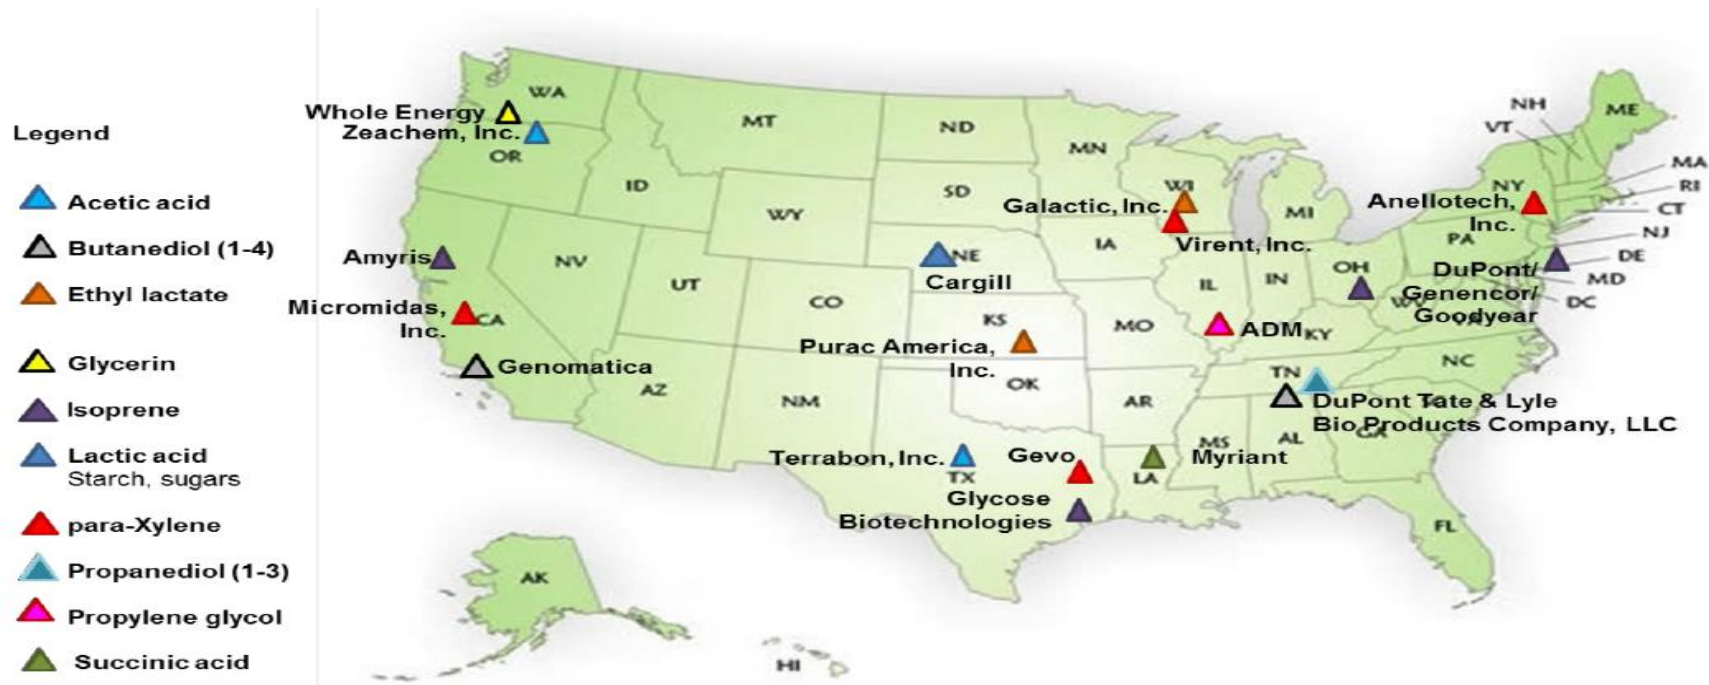 Legend
Acetic acid
Butanediol (1-4)
Ethyl lactate
Glycerin
Isoprene
Lactic acid
Starch, sugars
para-Xylene
Propanediol (1-3)
Propylene glycol
Succinic acid
Whole Energy
Zeachem, Inc.
WA
OR
MT
ID
WY
ND
SD
MN
WI
MI
NE
IA
Galactic, Inc.
Virent, Inc.
Cargill
Amyris
Micromidas,
Inc.
CA
Genomatica
NV
UT
CO
AZ
NM
KS
MO
Purac America,
Inc.
OK
AR
IL
IN
OH
ADM
KY
WV
VA
TN
NC
SC
DuPont Tate & Lyle
Bio Products Company, LLC
MS
AL
GA
Terrabon, Inc.
TX
Gevo
Glycose
Biotechnologies
LA
Myriant
FL
NH
VT
ME
MA
RI
CT
NJ
DE
MD
DC
NY
Anellotech,
Inc.
PA
DuPont/
Genencor/
Goodyear
AK
HI